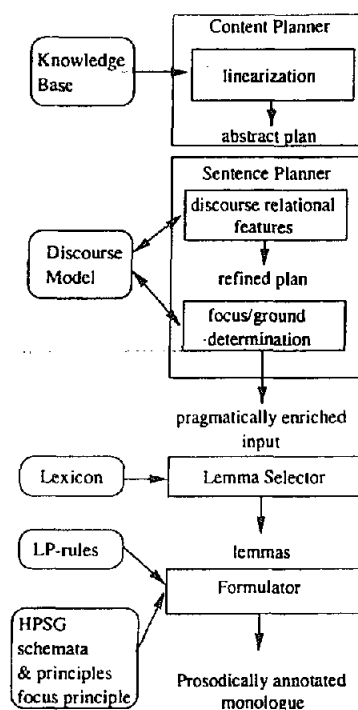 Content Planner
Knowledge
Base
linearization
abstract plan
Sentence Planner
discourse relational
features
Discourse
Model
refined plan
focus/ground
determination
pragmatically enriched
input
Lexicon
Lemma Selector
lemmas
LP-rules
Formulator
HPSG
schemata
& principles
focus principle
Prosodically annotated
monologue